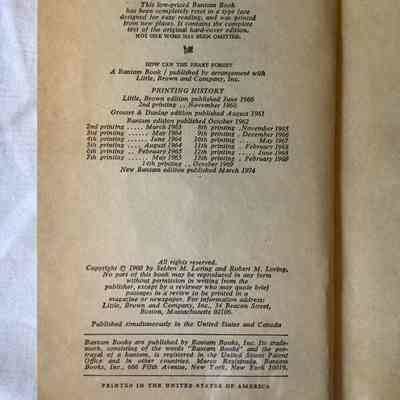 This low-priced Bantam Book
has been completely reset in a type face
designed for easy reading, and was printed
from new plates. It contains the complete
text of the original hard-cover edition.
NOT ONE WORD HAS BEEN OMITTED.
HOW CAN THE HEART FORGET
A Bantam Book / published by arrangement with
Little, Brown and Company, Inc.
PRINTING HISTORY
Little, Brown edition published June 1960
2nd printing .. November 1960
Grosset & Dunlap edition published August 1961
Bantam edition published October 1962
2nd printing ..... March 1963 8th printing . November 1965
3rd printing ...... May 1964 9th printing . December 1966
4th printing ...... June 1964 10th printing ..... May 1967
5th printing .... August 1964 11th printing . February 1968
6th printing .. February 1965 12th printing ..... June 1968
7th printing ...... May 1965 13th printing . February 1969
14th printing .. October 1969
New Bantam edition published March 1974
All rights reserved.
Copyright © 1960 by Selden M. Loring and Robert M. Loring.
No part of this book may be reproduced in any form
without permission in writing from the
publisher, except by a reviewer who may quote brief
passages in a review to be printed in a
magazine or newspaper. For information address:
Little, Brown and Company, Inc., 34 Beacon Street,
Boston, Massachusetts 02106.
Published simultaneously in the United States and Canada
Bantam Books are published by Bantam Books, Inc. Its trade-
mark, consisting of the words "Bantam Books" and the por-
trayal of a bantam, is registered in the United States Patent
Office and in other countries. Marca Registrada. Bantam
Books, Inc., 666 Fifth Avenue, New York, New York 10019.
PRINTED IN THE UNITED STATES OF AMERICA